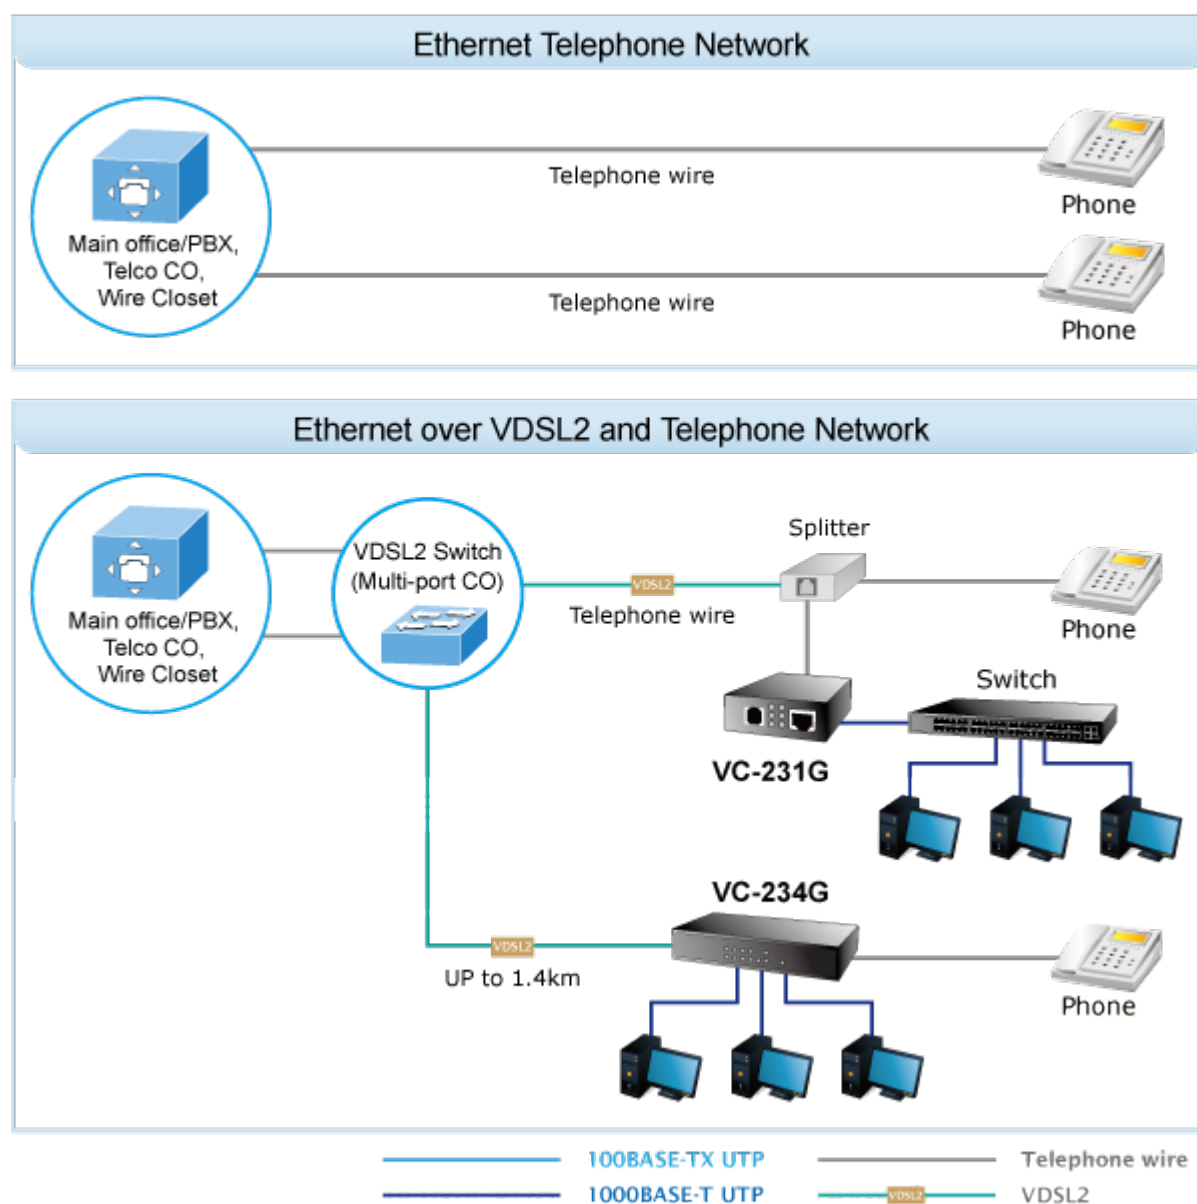 Ethernet Telephone Network
Telephone wire
Phone
Main office/PBX,
Telco CO,
Wire Closet
Telephone wire
Phone
Ethernet over VDSL2 and Telephone Network
Splitter
VDSL2 Switch
(Multi-port CO)
VDSL2
Telephone wire
Phone
Main office/PBX,
Telco CO,
Wire Closet
Switch
VC-231G
VC-234G
VDSL2
UP to 1.4km
Phone
100BASE-TX UTP
Telephone wire
1000BASE-T UTP
VDSL2
VDSL2